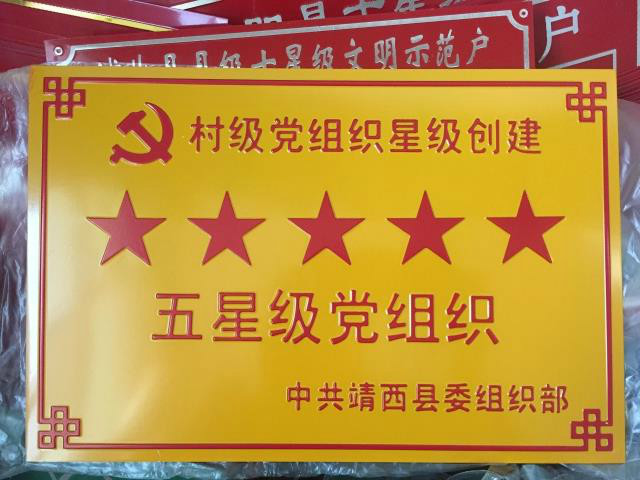 星级文明示范户
村级党组织星级创建
五星级党组织
中共靖西县委组织部